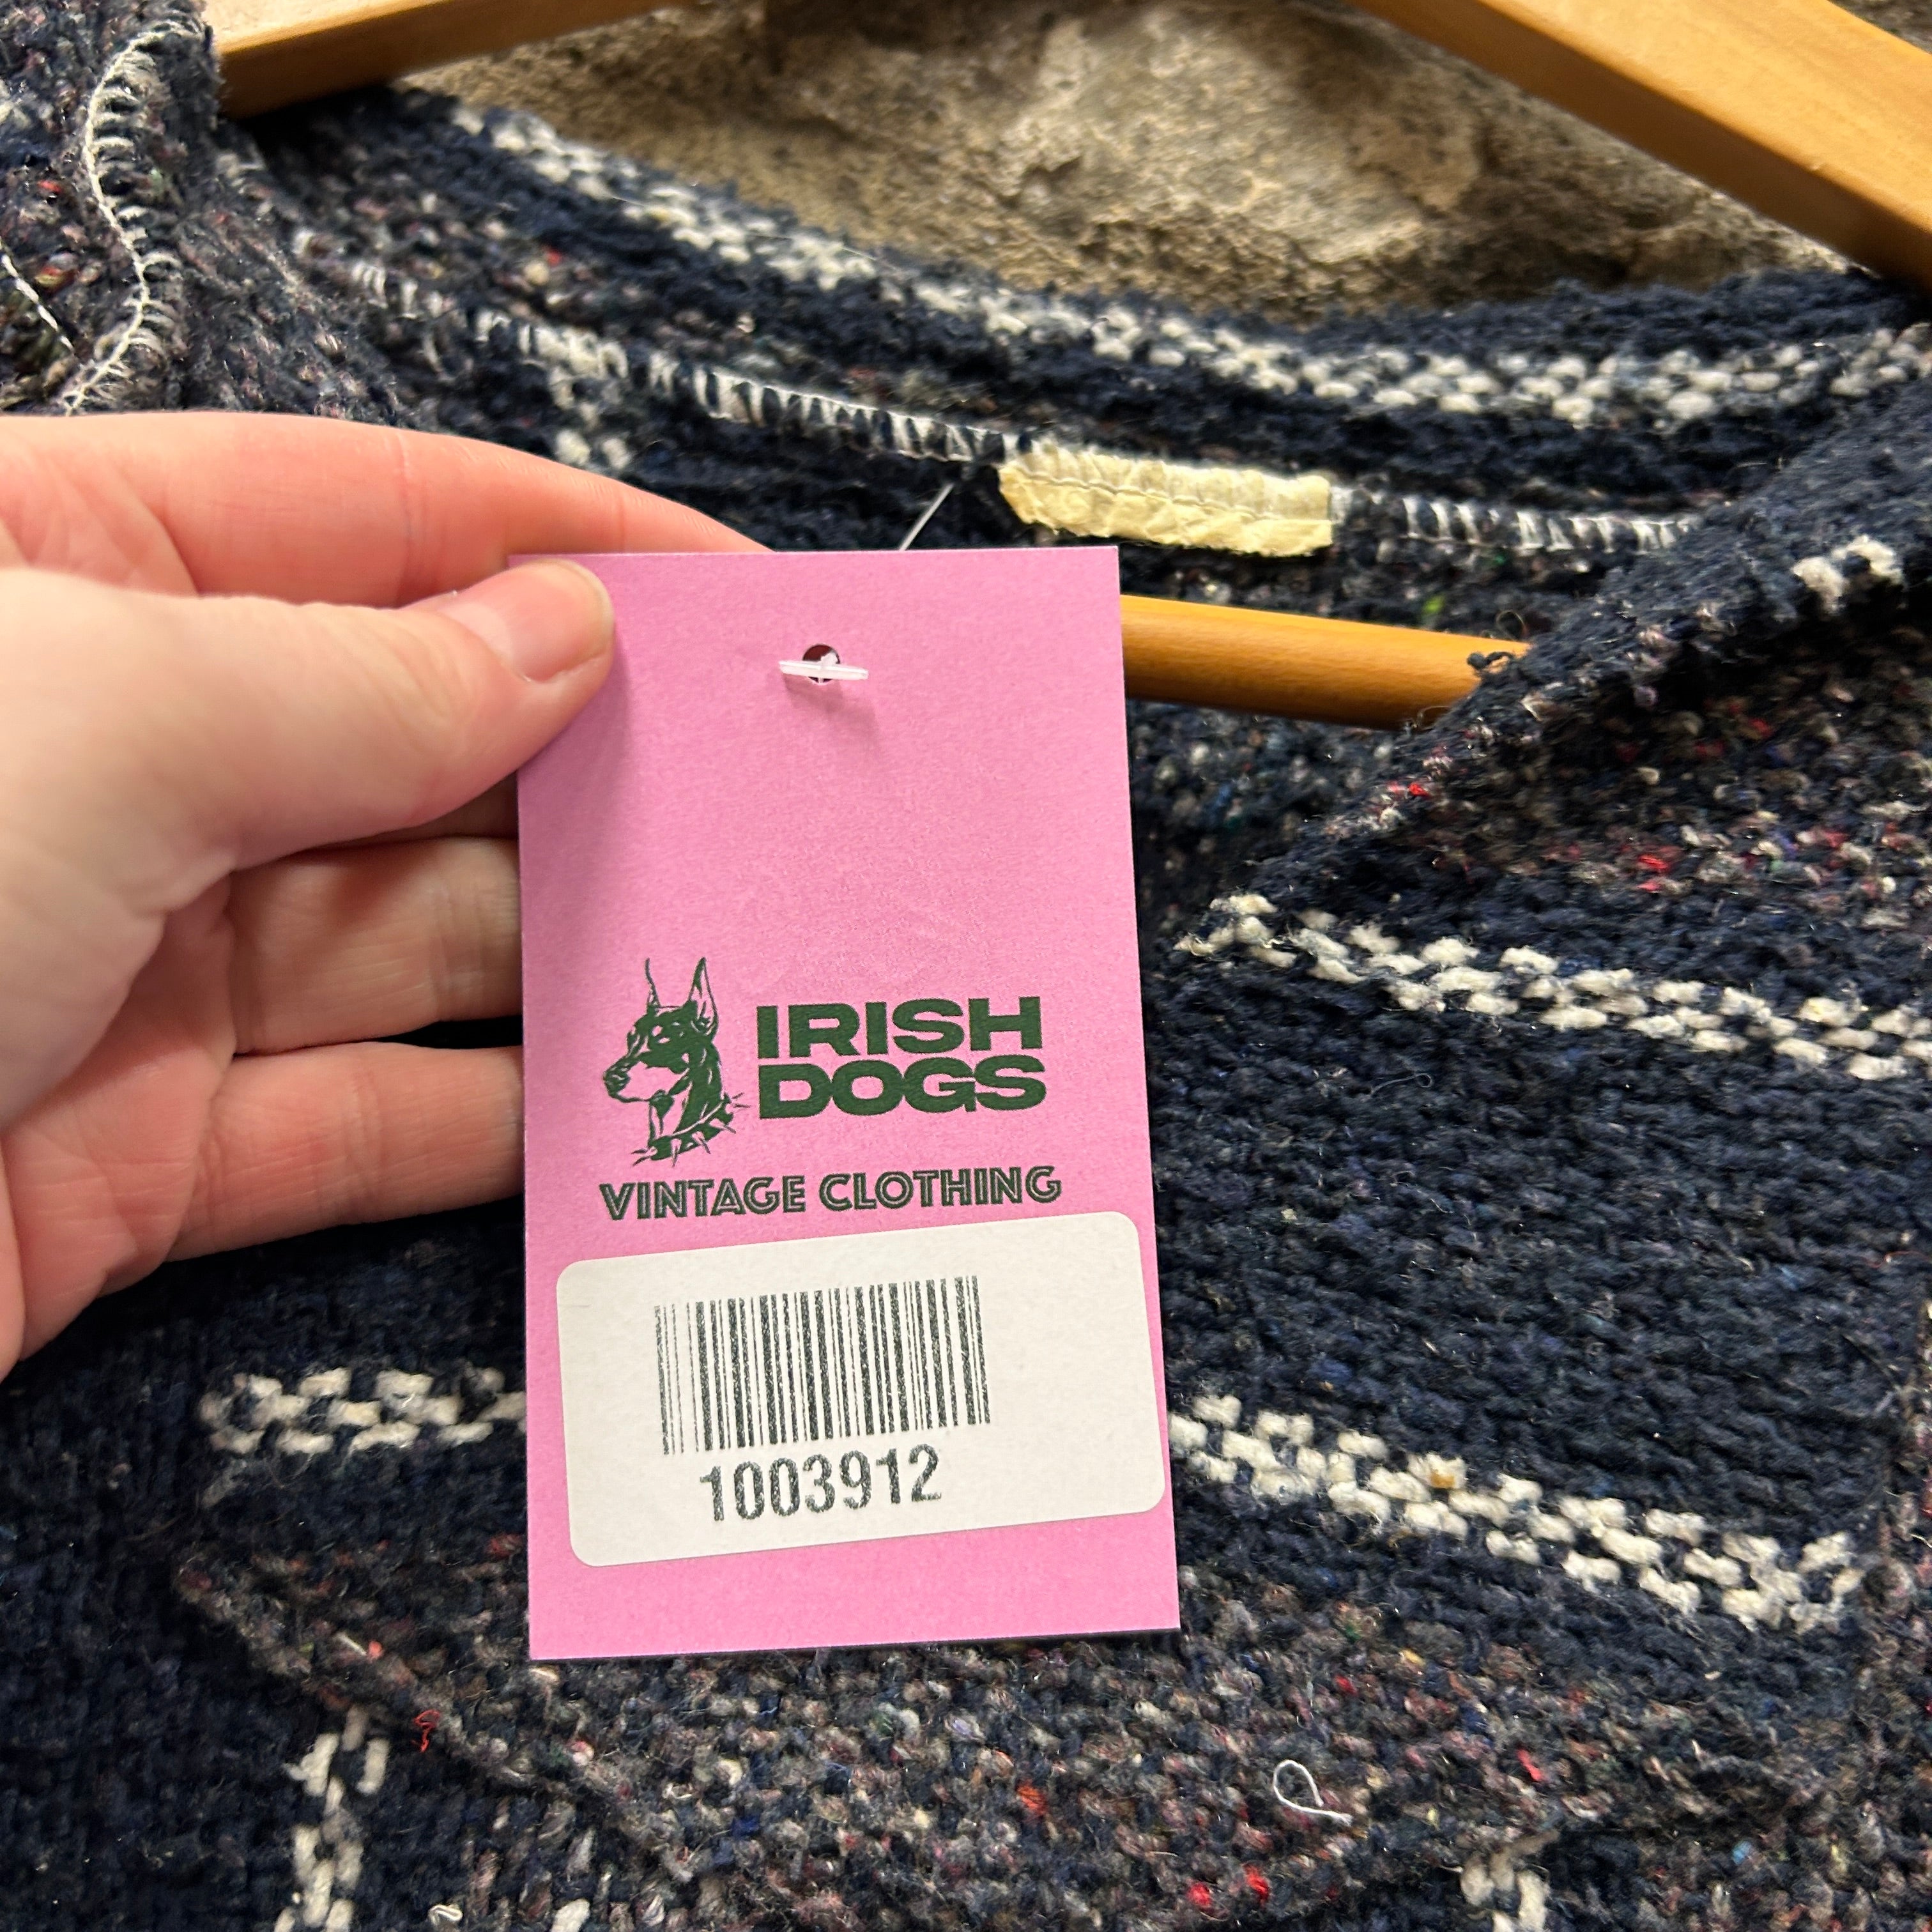 IRISH
DOGS
VINTAGE CLOTHING
1003912